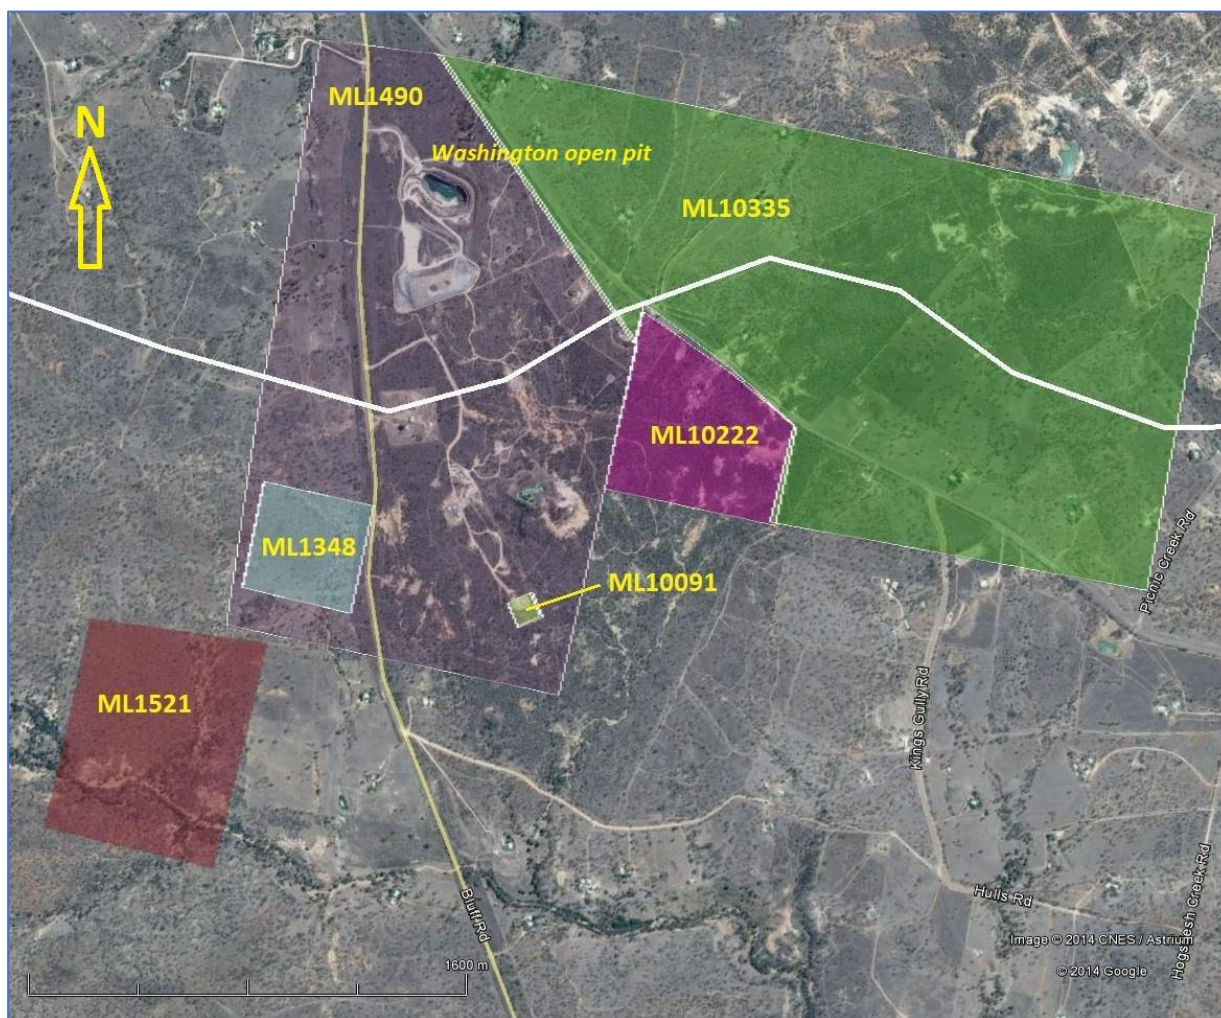 ML1490
N
Washington open pit
ML10335
ML10222
ML1348
ML10091
ML1521
Picnic Creek Rd
Kings Gully Rd
Bluff Rd
Hulls Rd
Hogsflesh Creek Rd
Image © 2014 CNES / Astrium
1600 m
© 2014 Google